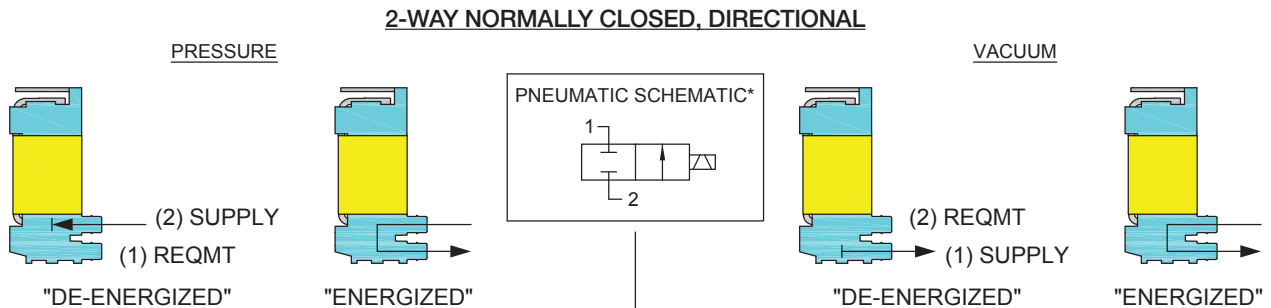 2-WAY NORMALLY CLOSED, DIRECTIONAL
PRESSURE
VACUUM
PNEUMATIC SCHEMATIC*
1
2
(2) SUPPLY
(1) REQMT
(2) REQMT
(1) SUPPLY
"DE-ENERGIZED"
"ENERGIZED"
"DE-ENERGIZED"
"ENERGIZED"